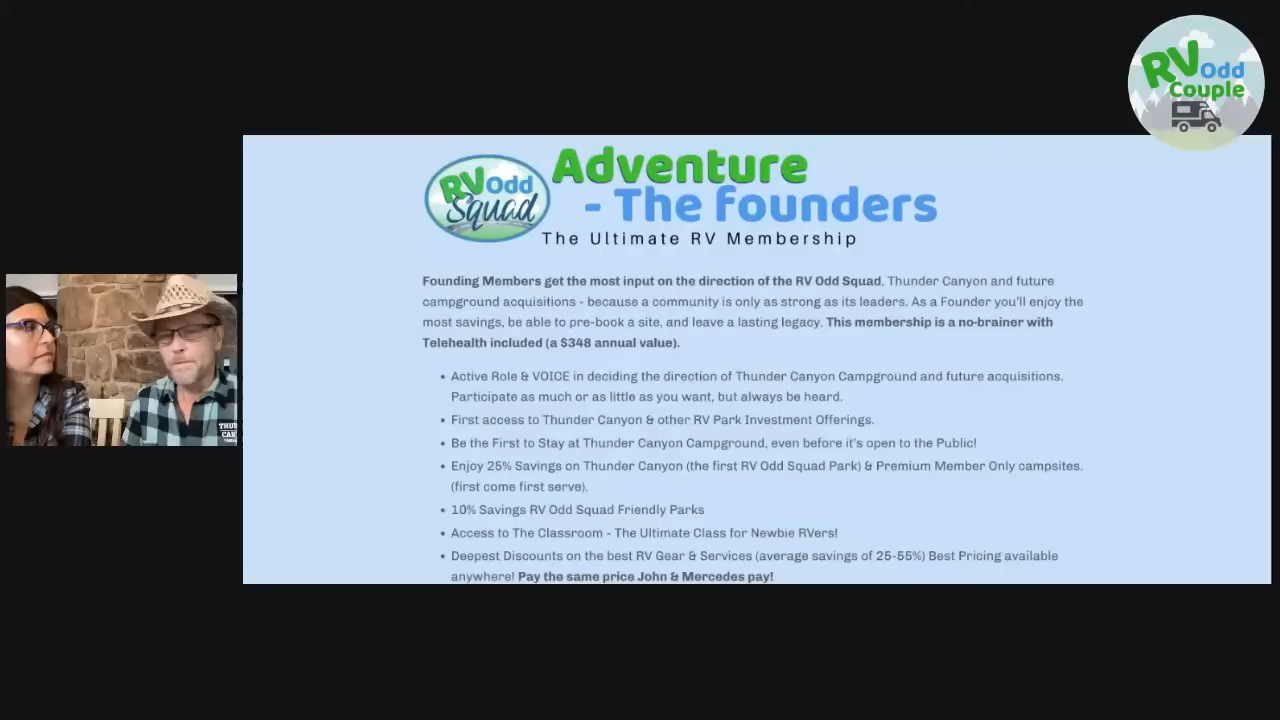 RV Odd
Couple
RV Odd
Squad
Adventure
- The founders
The Ultimate RV Membership
Founding Members get the most input on the direction of the RV Odd Squad, Thunder Canyon and future
campground acquisitions - because a community is only as strong as its leaders. As a Founder you'll enjoy the
most savings, be able to pre-book a site, and leave a lasting legacy. This membership is a no-brainer with
Telehealth included (a $348 annual value).
• Active Role & VOICE in deciding the direction of Thunder Canyon Campground and future acquisitions.
Participate as much or as little as you want, but always be heard.
• First access to Thunder Canyon & other RV Park Investment Offerings.
• Be the First to Stay at Thunder Canyon Campground, even before it's open to the Public!
• Enjoy 25% Savings on Thunder Canyon (the first RV Odd Squad Park) & Premium Member Only campsites.
(first come first serve).
• 10% Savings RV Odd Squad Friendly Parks
• Access to The Classroom - The Ultimate Class for Newbie RVers!
• Deepest Discounts on the best RV Gear & Services (average savings of 25-55%) Best Pricing available
anywhere! Pay the same price John & Mercedes pay!